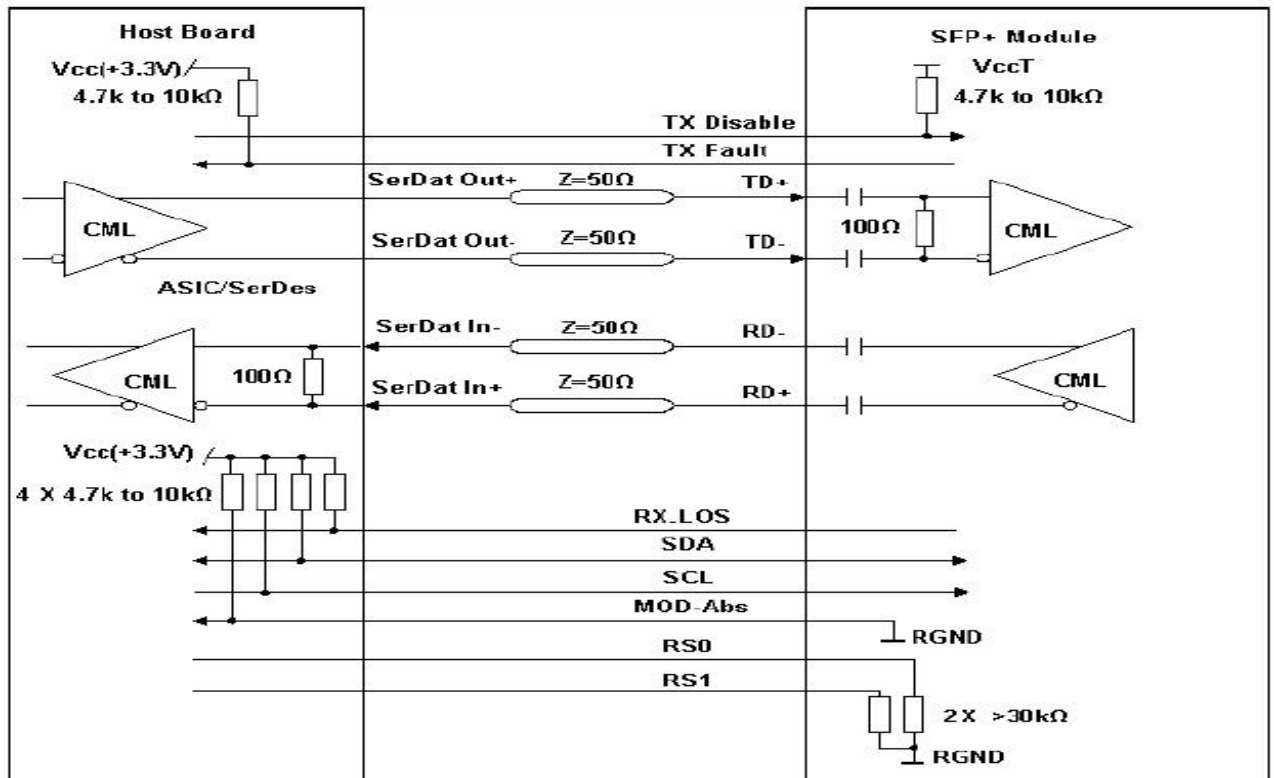 Host Board
SFP+ Module
Vcc(+3.3V)
4.7k to 10kΩ
VccT
4.7k to 10kΩ
TX Disable
TX Fault
SerDat Out+
Z=50Ω
TD+
CML
100Ω
CML
SerDat Out-
Z=50Ω
TD-
ASIC/SerDes
SerDat In-
Z=50Ω
RD-
CML
100Ω
CML
SerDat In+
Z=50Ω
RD+
Vcc(+3.3V)
4 X 4.7k to 10kΩ
RX_LOS
SDA
SCL
MOD-Abs
RGND
RS0
RS1
2X >30kΩ
RGND